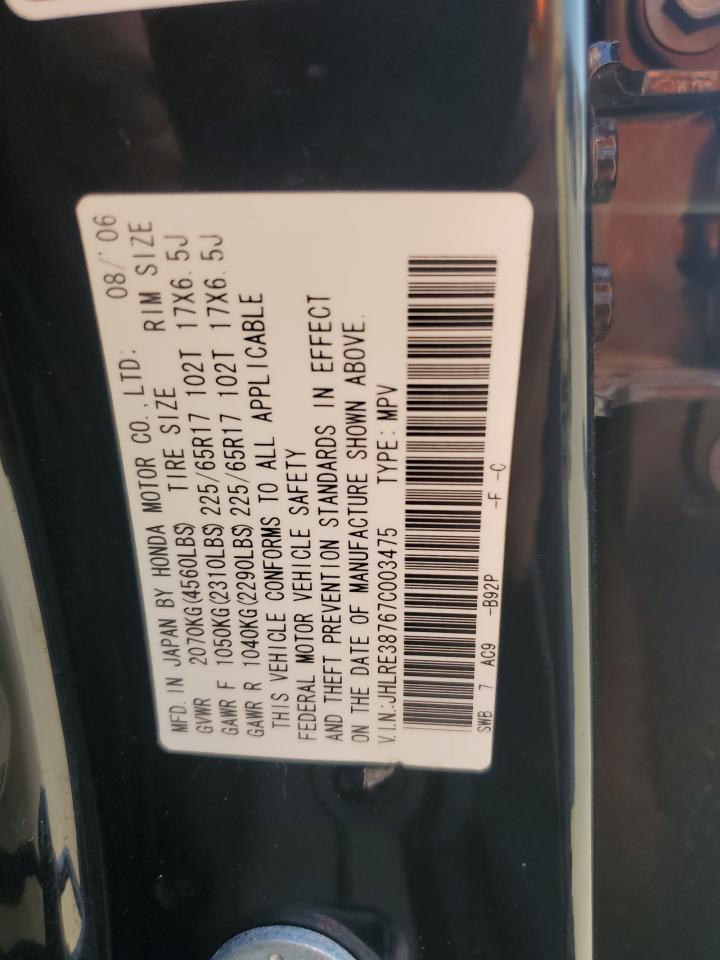 MFD. IN JAPAN BY HONDA MOTOR CO., LTD: 08/'06
GVWR 2070KG(4560LBS) TIRE SIZE RIM SIZE
GAWR F 1050KG(2310LBS) 225/65R17 102T 17X6.5J
GAWR R 1040KG(2290LBS) 225/65R17 102T 17X6.5J
THIS VEHICLE CONFORMS TO ALL APPLICABLE
FEDERAL MOTOR VEHICLE SAFETY
AND THEFT PREVENTION STANDARDS IN EFFECT
ON THE DATE OF MANUFACTURE SHOWN ABOVE.
V.I.N.:JHLRE38767C003475 TYPE:MPV
SWB 7 AC9 -B92P -F -C